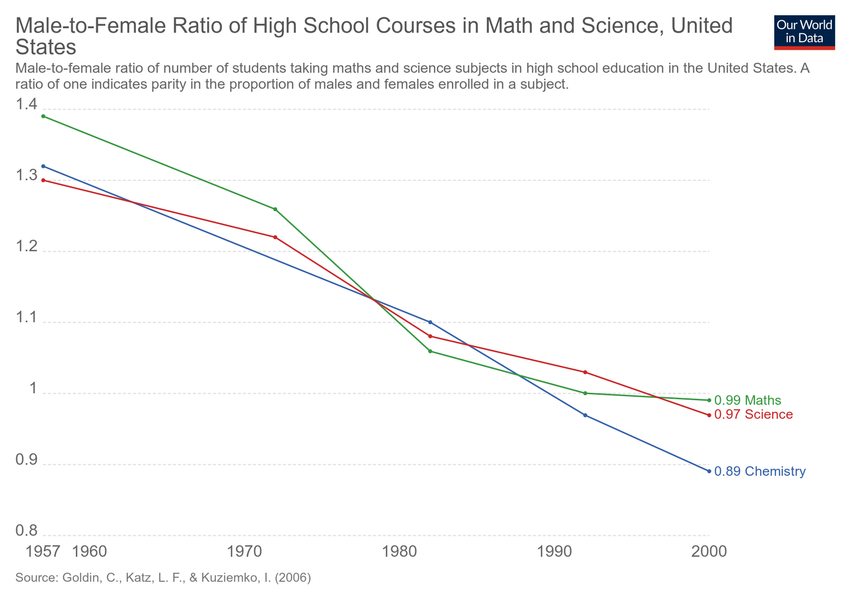 Male-to-Female Ratio of High School Courses in Math and Science, United
States
Our World
in Data
Male-to-female ratio of number of students taking maths and science subjects in high school education in the United States. A
ratio of one indicates parity in the proportion of males and females enrolled in a subject.
1.4
1.3
1.2
1.1
1
0.99 Maths
0.97 Science
0.9
0.89 Chemistry
0.8
1957 1960 1970 1980 1990 2000
Source: Goldin, C., Katz, L. F., & Kuziemko, I. (2006)